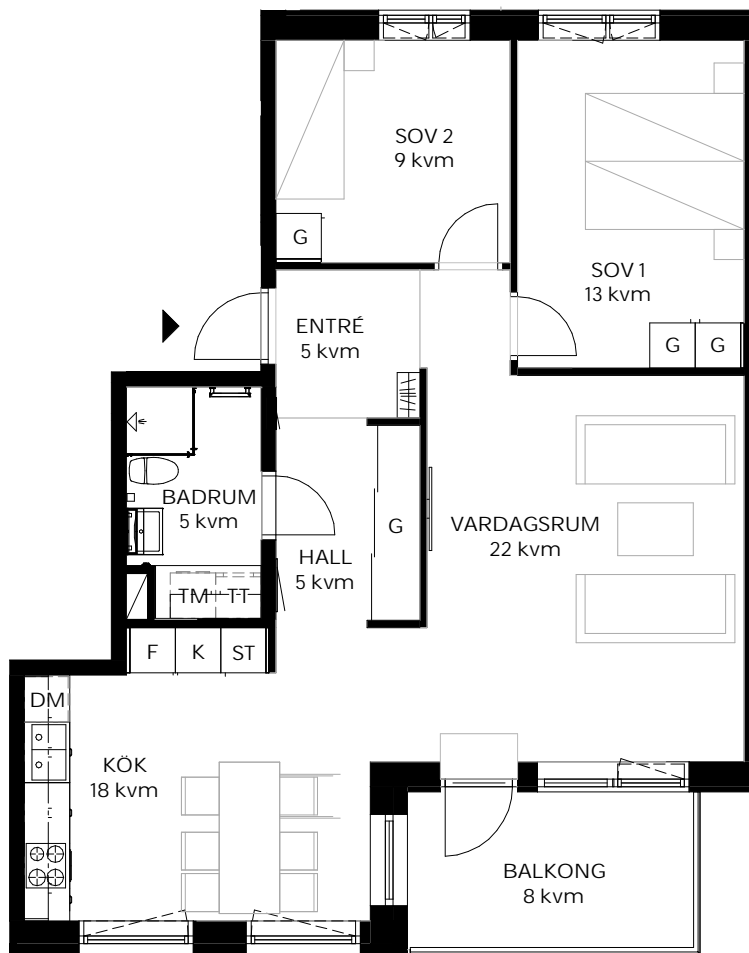 SOV 2
9 kvm
G
SOV 1
13 kvm
G G
ENTRÉ
5 kvm
BADRUM
5 kvm
G
VARDAGSRUM
22 kvm
HALL
5 kvm
TM TT
F K ST
DM
KÖK
18 kvm
BALKONG
8 kvm